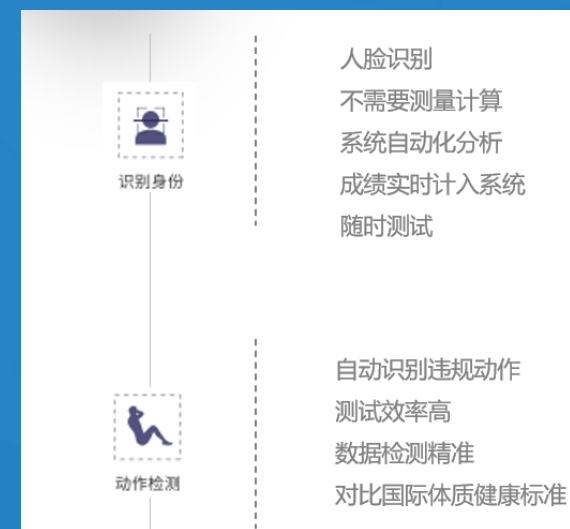 识别身份
人脸识别
不需要测量计算
系统自动化分析
成绩实时计入系统
随时测试
动作检测
自动识别违规动作
测试效率高
数据检测精准
对比国际体质健康标准